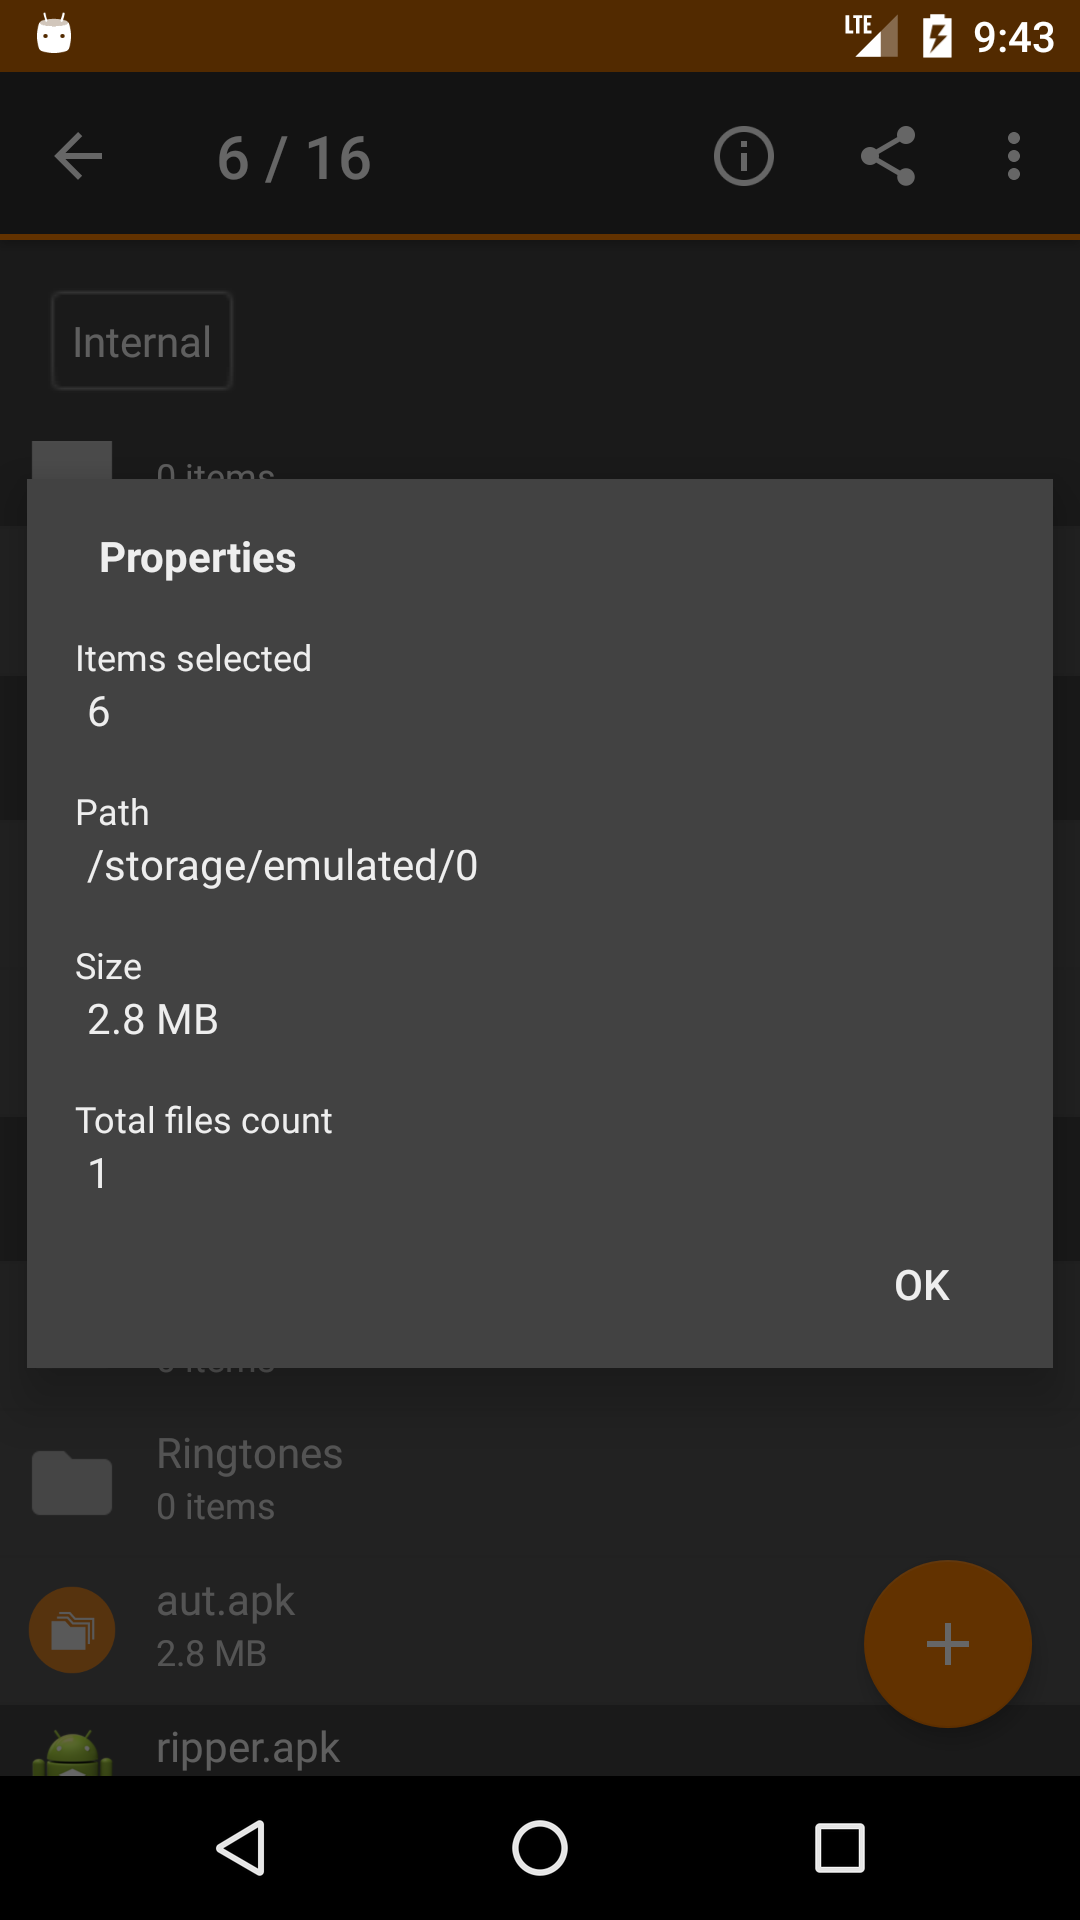 LTE 9:43
6 / 16
Internal
0 items
Properties
Items selected
6
Path
/storage/emulated/0
Size
2.8 MB
Total files count
1
OK
Ringtones
0 items
aut.apk
2.8 MB
ripper.apk